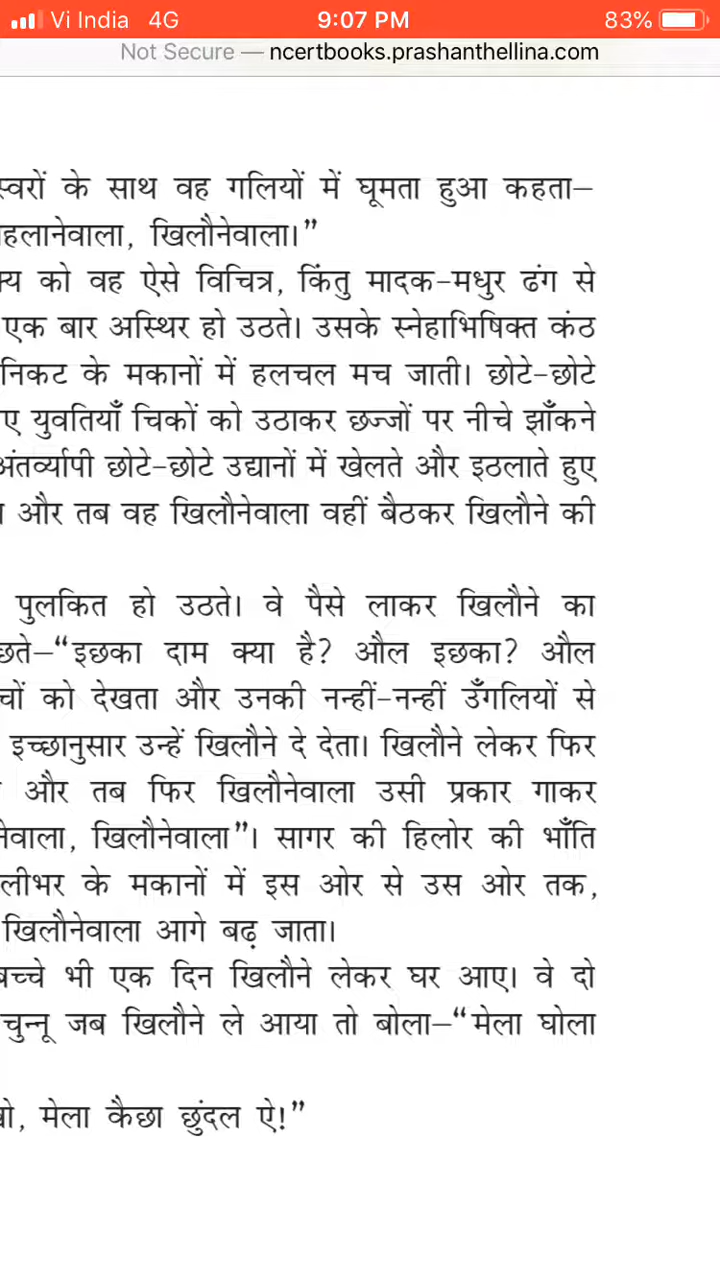 Vi India 4G 9:07 PM 83%
Not Secure — ncertbooks.prashanthellina.com
स्वरों के साथ वह गलियों में घूमता हुआ कहता–
हलानेवाला, खिलौनेवाला।”
को वह ऐसे विचित्र, किंतु मादक-मधुर ढंग से
एक बार अस्थिर हो उठते। उसके स्नेहाभिषिक्त कंठ
निकट के मकानों में हलचल मच जाती। छोटे-छोटे
ए युवतियाँ चिकों को उठाकर छज्जों पर नीचे झाँकने
अंतर्व्यापी छोटे-छोटे उद्यानों में खेलते और इठलाते हुए
और तब वह खिलौनेवाला वहीं बैठकर खिलौने की
पुलकित हो उठते। वे पैसे लाकर खिलौने का
छते–“इछका दाम क्या है? औल इछका? औल
चों को देखता और उनकी नन्हीं-नन्हीं उँगलियों से
इच्छानुसार उन्हें खिलौने दे देता। खिलौने लेकर फिर
और तब फिर खिलौनेवाला उसी प्रकार गाकर
नेवाला, खिलौनेवाला”। सागर की हिलोर की भाँति
लीभर के मकानों में इस ओर से उस ओर तक,
खिलौनेवाला आगे बढ़ जाता।
बच्चे भी एक दिन खिलौने लेकर घर आए। वे दो
चुन्नू जब खिलौने ले आया तो बोला–“मेला घोला
मेला कैछा छुंदल ऐ!”